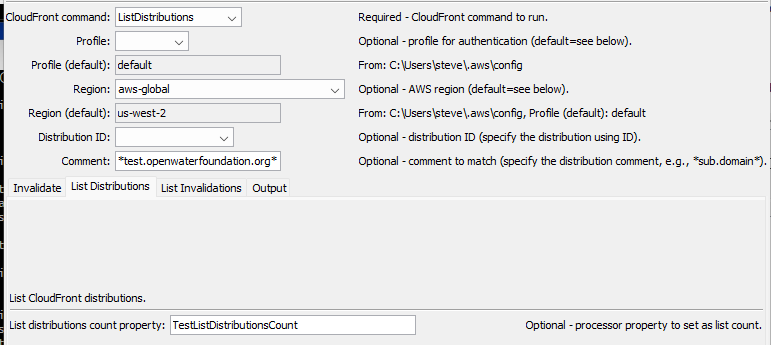 CloudFront command: ListDistributions Required - CloudFront command to run.
Profile: Optional - profile for authentication (default=see below).
Profile (default): default From: C:\Users\steve\.aws\config
Region: aws-global Optional - AWS region (default=see below).
Region (default): us-west-2 From: C:\Users\steve\.aws\config, Profile (default): default
Distribution ID: Optional - distribution ID (specify the distribution using ID).
Comment: *test.openwaterfoundation.org* Optional - comment to match (specify the distribution comment, e.g., *sub.domain*).
Invalidate List Distributions List Invalidations Output
List CloudFront distributions.
List distributions count property: TestListDistributionsCount Optional - processor property to set as list count.